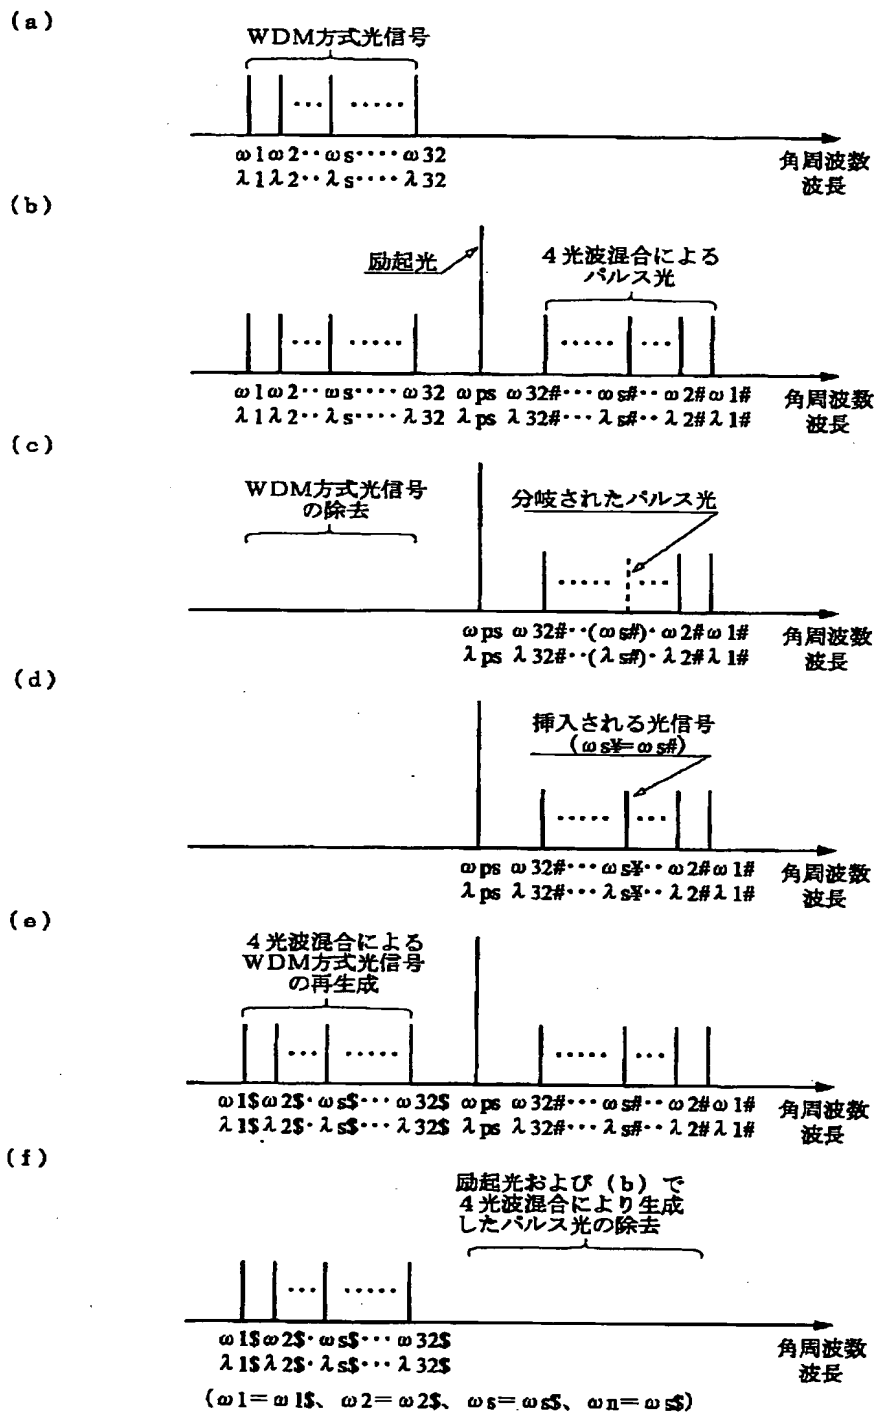 (a)
WDM方式光信号
ω1ω2··ωs····ω32
λ1λ2··λs····λ32
角周波数
波長
(b)
励起光
4光波混合による
パルス光
ω1ω2··ωs····ω32 ωps ω32#···ωs#··ω2#ω1#
λ1λ2··λs····λ32 λps λ32#···λs#··λ2#λ1#
角周波数
波長
(c)
WDM方式光信号
の除去
分岐されたパルス光
ωps ω32#··(ωs#)·ω2#ω1#
λps λ32#··(λs#)·λ2#λ1#
角周波数
波長
(d)
挿入される光信号
(ωs¥=ωs#)
ωps ω32#···ωs¥··ω2#ω1#
λps λ32#···λs¥··λ2#λ1#
角周波数
波長
(e)
4光波混合による
WDM方式光信号
の再生成
ω1$ω2$·ωs$···ω32$ ωps ω32#···ωs#··ω2#ω1#
λ1$λ2$·λs$···λ32$ λps λ32#···λs#··λ2#λ1#
角周波数
波長
(f)
励起光および(b)で
4光波混合により生成
したパルス光の除去
ω1$ω2$·ωs$···ω32$
λ1$λ2$·λs$···λ32$
角周波数
波長
(ω1=ω1$、ω2=ω2$、ωs=ωs$、ωn=ωs$)